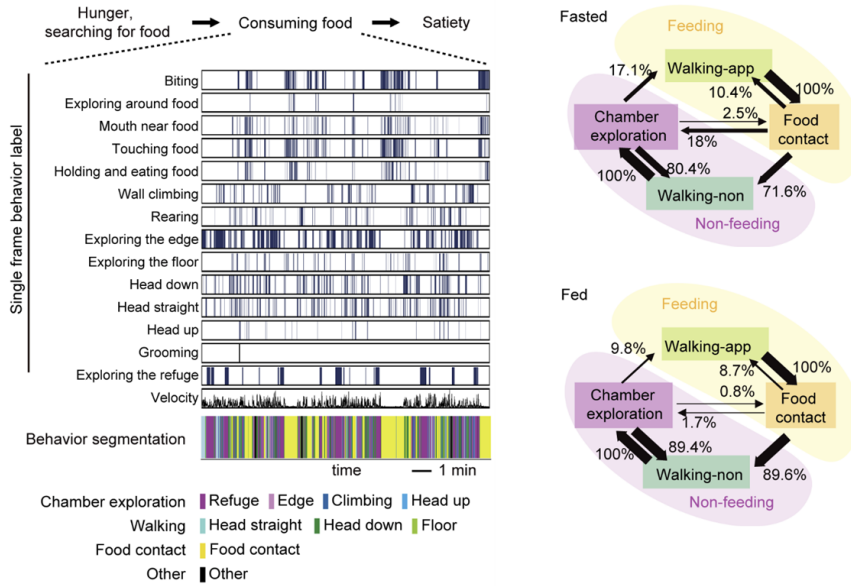 Hunger,
searching for food
Consuming food
Satiety
Single frame behavior label
Biting
Exploring around food
Mouth near food
Touching food
Holding and eating food
Wall climbing
Rearing
Exploring the edge
Exploring the floor
Head down
Head straight
Head up
Grooming
Exploring the refuge
Velocity
Behavior segmentation
time
1 min
Chamber exploration Refuge Edge Climbing Head up
Walking Head straight Head down Floor
Food contact Food contact
Other Other
Fasted
Feeding
17.1%
Walking-app
10.4%
100%
2.5%
Chamber
exploration
Food
contact
18%
80.4%
100%
71.6%
Walking-non
Non-feeding
Fed
Feeding
9.8%
Walking-app
8.7%
100%
0.8%
Chamber
exploration
Food
contact
1.7%
89.4%
100%
89.6%
Walking-non
Non-feeding